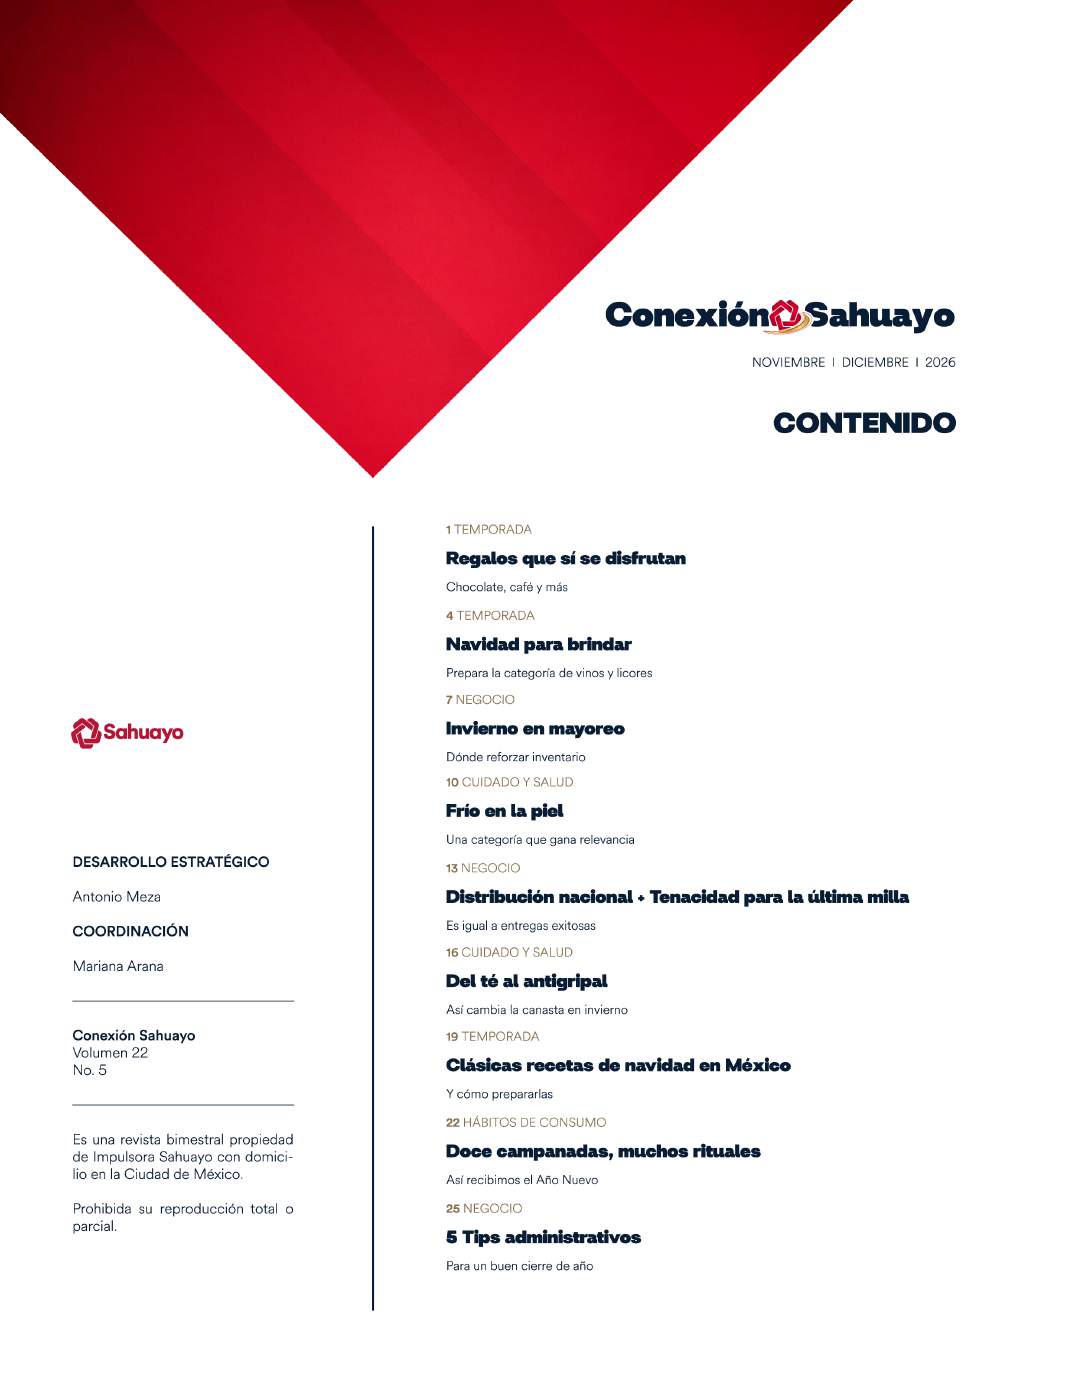 Conexión Sahuayo
NOVIEMBRE | DICIEMBRE | 2026
CONTENIDO
1 TEMPORADA
Regalos que sí se disfrutan
Chocolate, café y más
4 TEMPORADA
Navidad para brindar
Prepara la categoría de vinos y licores
7 NEGOCIO
Invierno en mayoreo
Dónde reforzar inventario
10 CUIDADO Y SALUD
Frío en la piel
Una categoría que gana relevancia
13 NEGOCIO
Distribución nacional + Tenacidad para la última milla
Es igual a entregas exitosas
16 CUIDADO Y SALUD
Del té al antigripal
Así cambia la canasta en invierno
19 TEMPORADA
Clásicas recetas de navidad en México
Y cómo prepararlas
22 HÁBITOS DE CONSUMO
Doce campanadas, muchos rituales
Así recibimos el Año Nuevo
25 NEGOCIO
5 Tips administrativos
Para un buen cierre de año
Sahuayo
DESARROLLO ESTRATÉGICO
Antonio Meza
COORDINACIÓN
Mariana Arana
Conexión Sahuayo
Volumen 22
No. 5
Es una revista bimestral propiedad
de Impulsora Sahuayo con domici-
lio en la Ciudad de México.
Prohibida su reproducción total o
parcial.